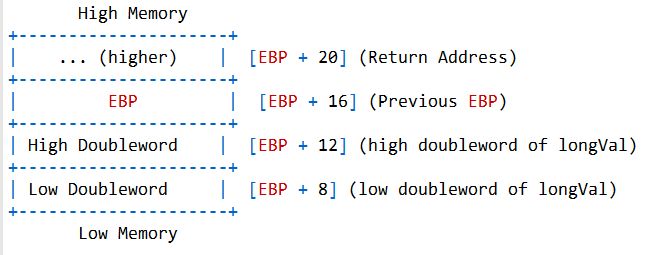 High Memory
+---------------------+
|    ... (higher)    |  [EBP + 20] (Return Address)
+---------------------+
|         EBP         |  [EBP + 16] (Previous EBP)
+---------------------+
| High Doubleword    |  [EBP + 12] (high doubleword of longVal)
+---------------------+
| Low Doubleword     |  [EBP + 8] (low doubleword of longVal)
+---------------------+
Low Memory